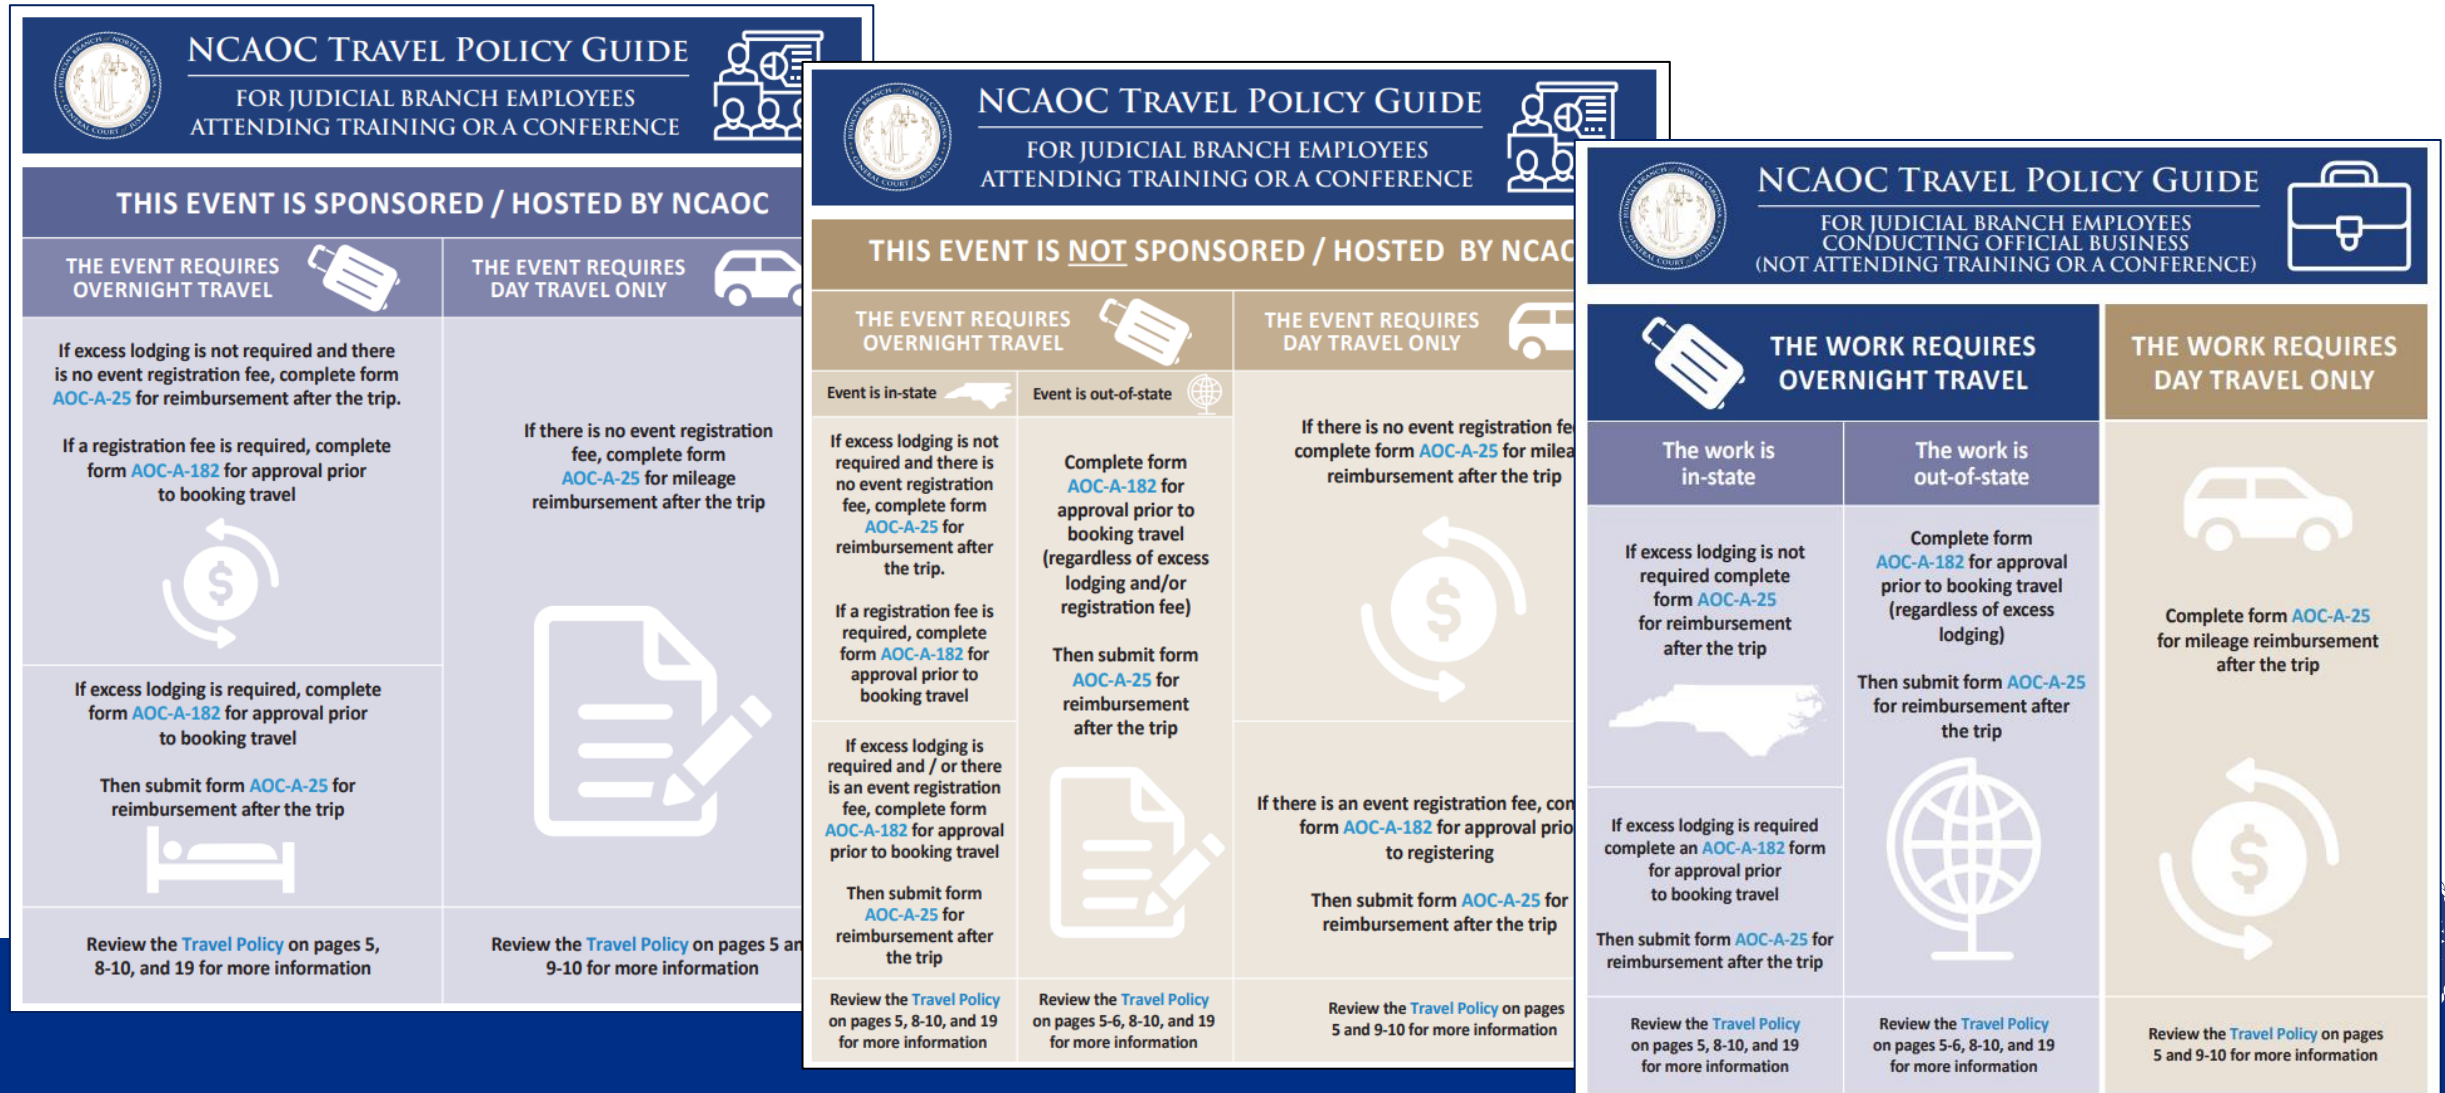 NCAOC TRAVEL POLICY GUIDE
FOR JUDICIAL BRANCH EMPLOYEES
ATTENDING TRAINING OR A CONFERENCE
THIS EVENT IS SPONSORED / HOSTED BY NCAOC
THE EVENT REQUIRES
OVERNIGHT TRAVEL
If excess lodging is not required and there
is no event registration fee, complete form
AOC-A-25 for reimbursement after the trip.
If a registration fee is required, complete
form AOC-A-182 for approval prior
to booking travel
$
If excess lodging is required, complete
form AOC-A-182 for approval prior
to booking travel
Then submit form AOC-A-25 for
reimbursement after the trip
Review the Travel Policy on pages 5,
8-10, and 19 for more information
THE EVENT REQUIRES
DAY TRAVEL ONLY
If there is no event registration
fee, complete form
AOC-A-25 for mileage
reimbursement after the trip
Review the Travel Policy on pages 5 an
9-10 for more information
NCAOC TRAVEL POLICY GUIDE
FOR JUDICIAL BRANCH EMPLOYEES
ATTENDING TRAINING OR A CONFERENCE
THIS EVENT IS NOT SPONSORED / HOSTED BY NCAO
THE EVENT REQUIRES
OVERNIGHT TRAVEL
Event is in-state
If excess lodging is not
required and there is
no event registration
fee, complete form
AOC-A-25 for
reimbursement after
the trip.
If a registration fee is
required, complete
form AOC-A-182 for
approval prior to
booking travel
If excess lodging is
required and / or there
is an event registration
fee, complete form
AOC-A-182 for approval
prior to booking travel
Then submit form
AOC-A-25 for
reimbursement after
the trip
Review the Travel Policy
on pages 5, 8-10, and 19
for more information
Event is out-of-state
Complete form
AOC-A-182 for
approval prior to
booking travel
(regardless of excess
lodging and/or
registration fee)
Then submit form
AOC-A-25 for
reimbursement
after the trip
Review the Travel Policy
on pages 5-6, 8-10, and 19
for more information
THE EVENT REQUIRES
DAY TRAVEL ONLY
If there is no event registration fe
complete form AOC-A-25 for milea
reimbursement after the trip
$
If there is an event registration fee, con
form AOC-A-182 for approval prio
to registering
Then submit form AOC-A-25 for
reimbursement after the trip
Review the Travel Policy on pages
5 and 9-10 for more information
NCAOC TRAVEL POLICY GUIDE
FOR JUDICIAL BRANCH EMPLOYEES
CONDUCTING OFFICIAL BUSINESS
(NOT ATTENDING TRAINING OR A CONFERENCE)
THE WORK REQUIRES
OVERNIGHT TRAVEL
The work is
in-state
If excess lodging is not
required complete
form AOC-A-25
for reimbursement
after the trip
If excess lodging is required
complete an AOC-A-182 form
for approval prior
to booking travel
Then submit form AOC-A-25 for
reimbursement after the trip
Review the Travel Policy
on pages 5, 8-10, and 19
for more information
The work is
out-of-state
Complete form
AOC-A-182 for approval
prior to booking travel
(regardless of excess
lodging)
Then submit form AOC-A-25
for reimbursement after
the trip
Review the Travel Policy
on pages 5-6, 8-10, and 19
for more information
THE WORK REQUIRES
DAY TRAVEL ONLY
Complete form AOC-A-25
for mileage reimbursement
after the trip
$
Review the Travel Policy on pages
5 and 9-10 for more information